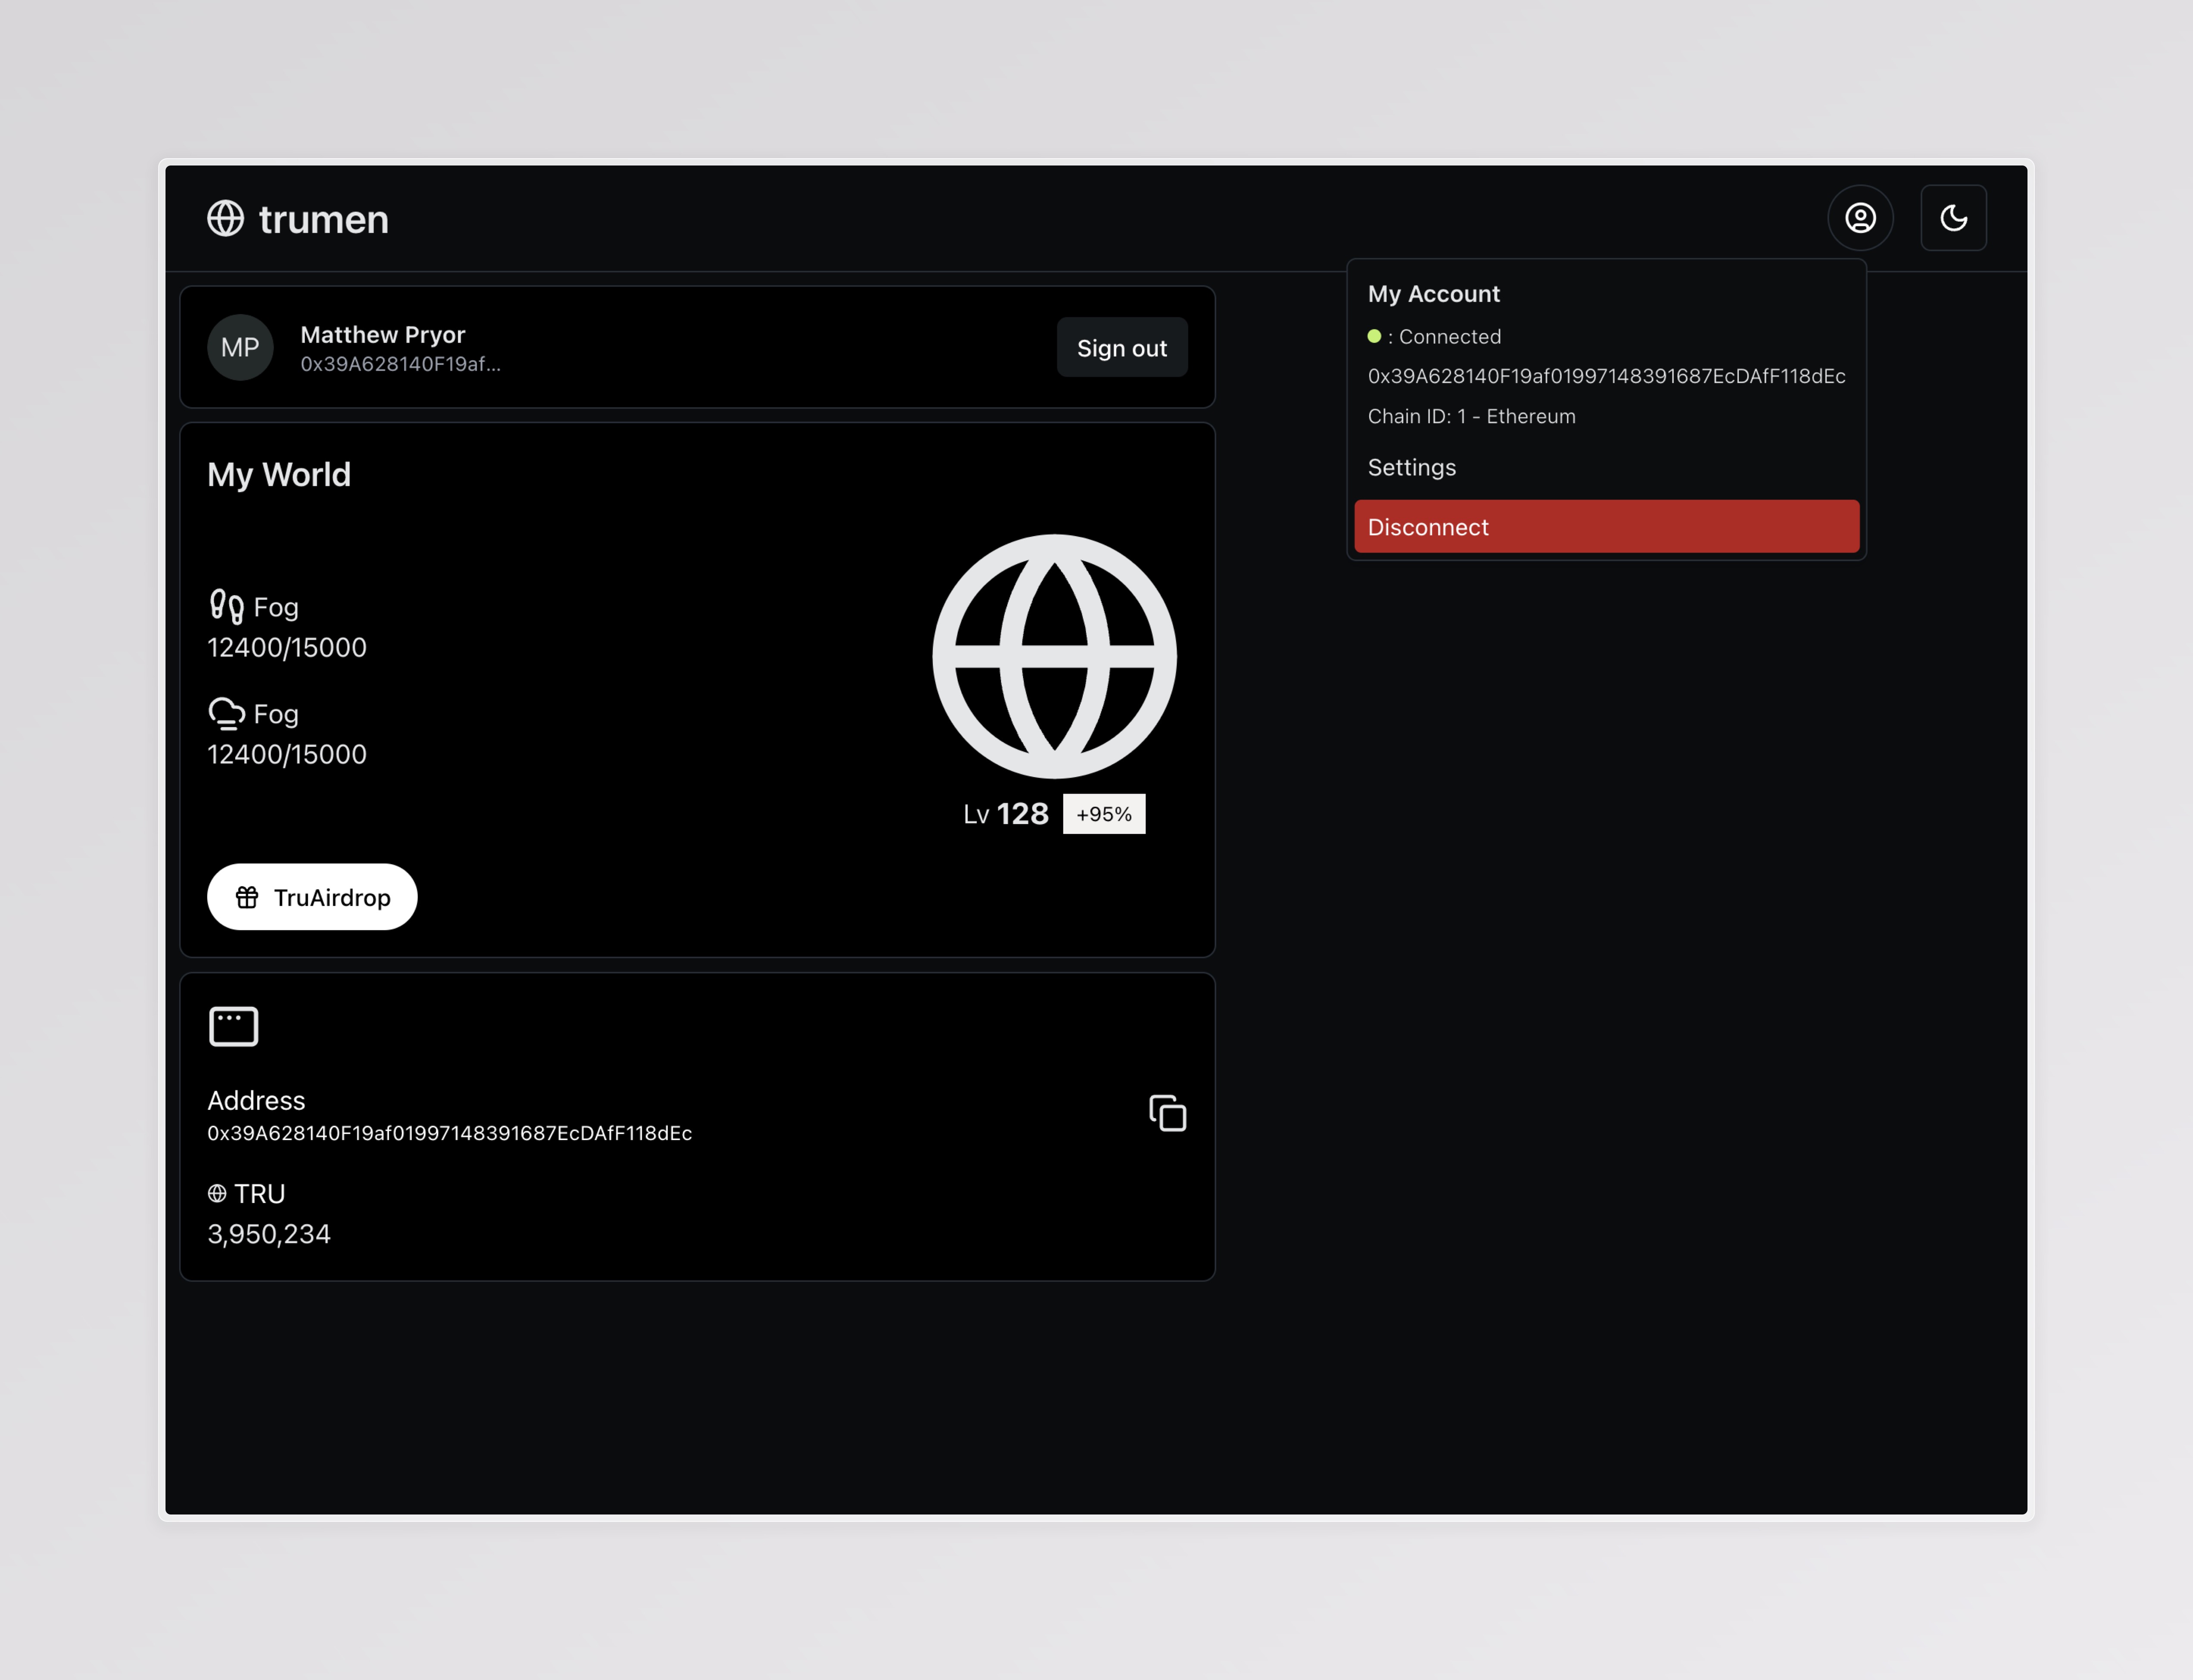 trumen
MP
Matthew Pryor
0x39A628140F19af...
Sign out
My Account
: Connected
0x39A628140F19af01997148391687EcDAfF118dEc
Chain ID: 1 - Ethereum
Settings
Disconnect
My World
Fog
12400/15000
Fog
12400/15000
Lv 128 +95%
TruAirdrop
Address
0x39A628140F19af01997148391687EcDAfF118dEc
TRU
3,950,234